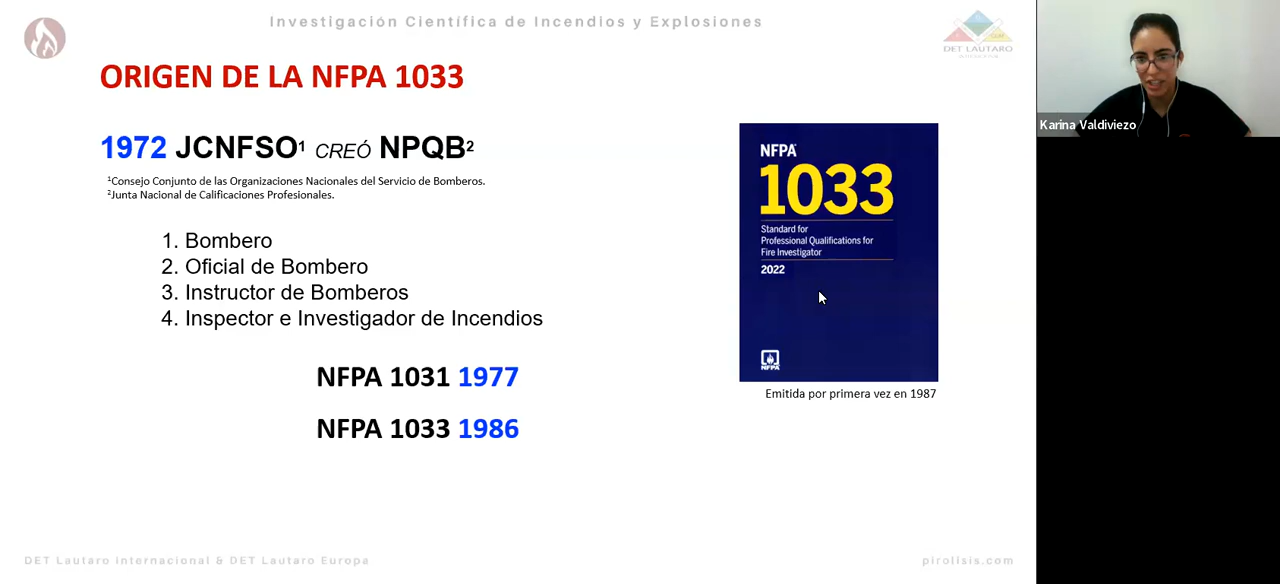 Investigación Científica de Incendios y Explosiones
DET LAUTARO
ORIGEN DE LA NFPA 1033
1972 JCNFSO¹ CREÓ NPQB²
¹Consejo Conjunto de las Organizaciones Nacionales del Servicio de Bomberos.
²Junta Nacional de Calificaciones Profesionales.
1. Bombero
2. Oficial de Bombero
3. Instructor de Bomberos
4. Inspector e Investigador de Incendios
NFPA 1031 1977
NFPA 1033 1986
NFPA
1033
Standard for
Professional Qualifications for
Fire Investigator
2022
NFPA
Emitida por primera vez en 1987
Karina Valdiviezo
DET Lautaro Internacional & DET Lautaro Europa
pirolisis.com